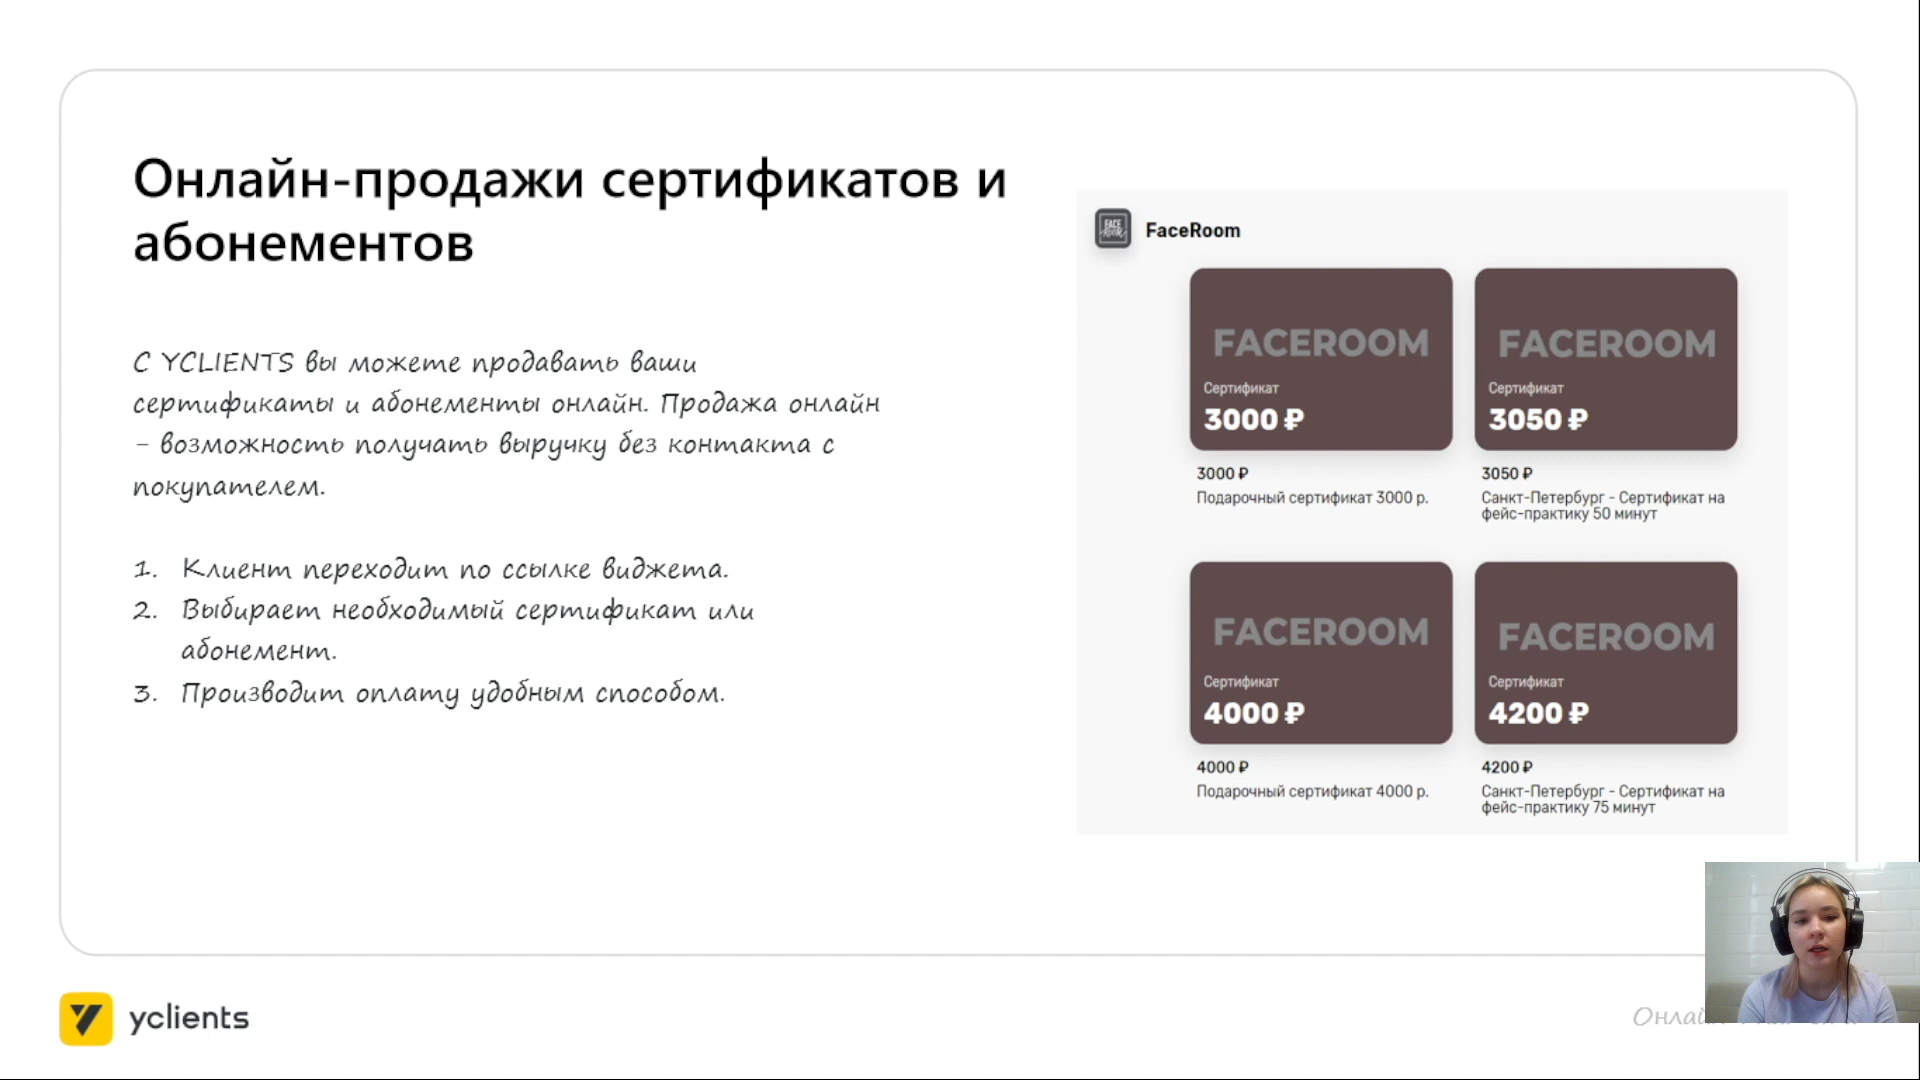 Онлайн-продажи сертификатов и
абонементов
С YCLIENTS вы можете продавать ваши
сертификаты и абонементы онлайн. Продажа онлайн
– возможность получать выручку без контакта с
покупателем.
1. Клиент переходит по ссылке виджета.
2. Выбирает необходимый сертификат или
абонемент.
3. Производит оплату удобным способом.
FACE
ROOM
FaceRoom
FACEROOM
Сертификат
3000 ₽
3000 ₽
Подарочный сертификат 3000 р.
FACEROOM
Сертификат
3050 ₽
3050 ₽
Санкт-Петербург - Сертификат на
фейс-практику 50 минут
FACEROOM
Сертификат
4000 ₽
4000 ₽
Подарочный сертификат 4000 р.
FACEROOM
Сертификат
4200 ₽
4200 ₽
Санкт-Петербург - Сертификат на
фейс-практику 75 минут
yclients